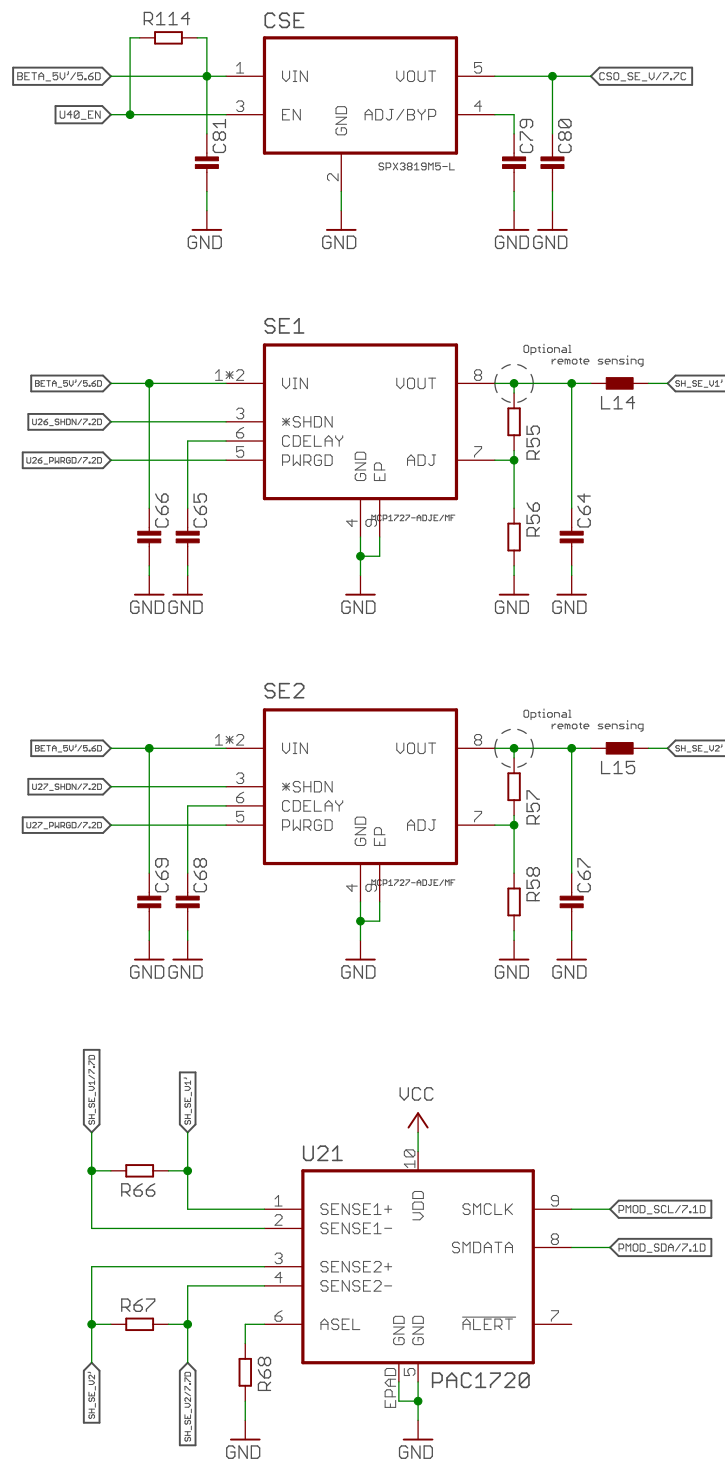 R114
CSE
BETA_5V'/5.6D
1
VIN
VOUT
5
CSO_SE_V/7.7C
U40_EN
3
EN
GND
ADJ/BYP
4
C81
C79
C80
2
SPX3819M5-L
GND
GND
GND
GND
SE1
Optional
remote sensing
BETA_5V'/5.6D
1*2
VIN
VOUT
8
SH_SE_V1'
L14
U26_SHDN/7.2D
3
*SHDN
R55
6
CDELAY
U26_PWRGD/7.2D
5
PWRGD
GND
EP
ADJ
7
C66
C65
4
9
MCP1727-ADJE/MF
R56
C64
GND
GND
GND
GND
GND
SE2
Optional
remote sensing
BETA_5V'/5.6D
1*2
VIN
VOUT
8
SH_SE_V2'
L15
U27_SHDN/7.2D
3
*SHDN
R57
6
CDELAY
U27_PWRGD/7.2D
5
PWRGD
GND
EP
ADJ
7
C69
C68
4
9
MCP1727-ADJE/MF
R58
C67
GND
GND
GND
GND
GND
SH_SE_V1/7.7D
SH_SE_V1'
VCC
U21
10
R66
VDD
1
SENSE1+
SMCLK
9
PMOD_SCL/7.1D
2
SENSE1-
3
SENSE2+
SMDATA
8
PMOD_SDA/7.1D
4
SENSE2-
R67
6
ASEL
GND
GND
ALERT
7
R68
SH_SE_V2'
SH_SE_V2/7.7D
EPAD
5
PAC1720
GND
GND